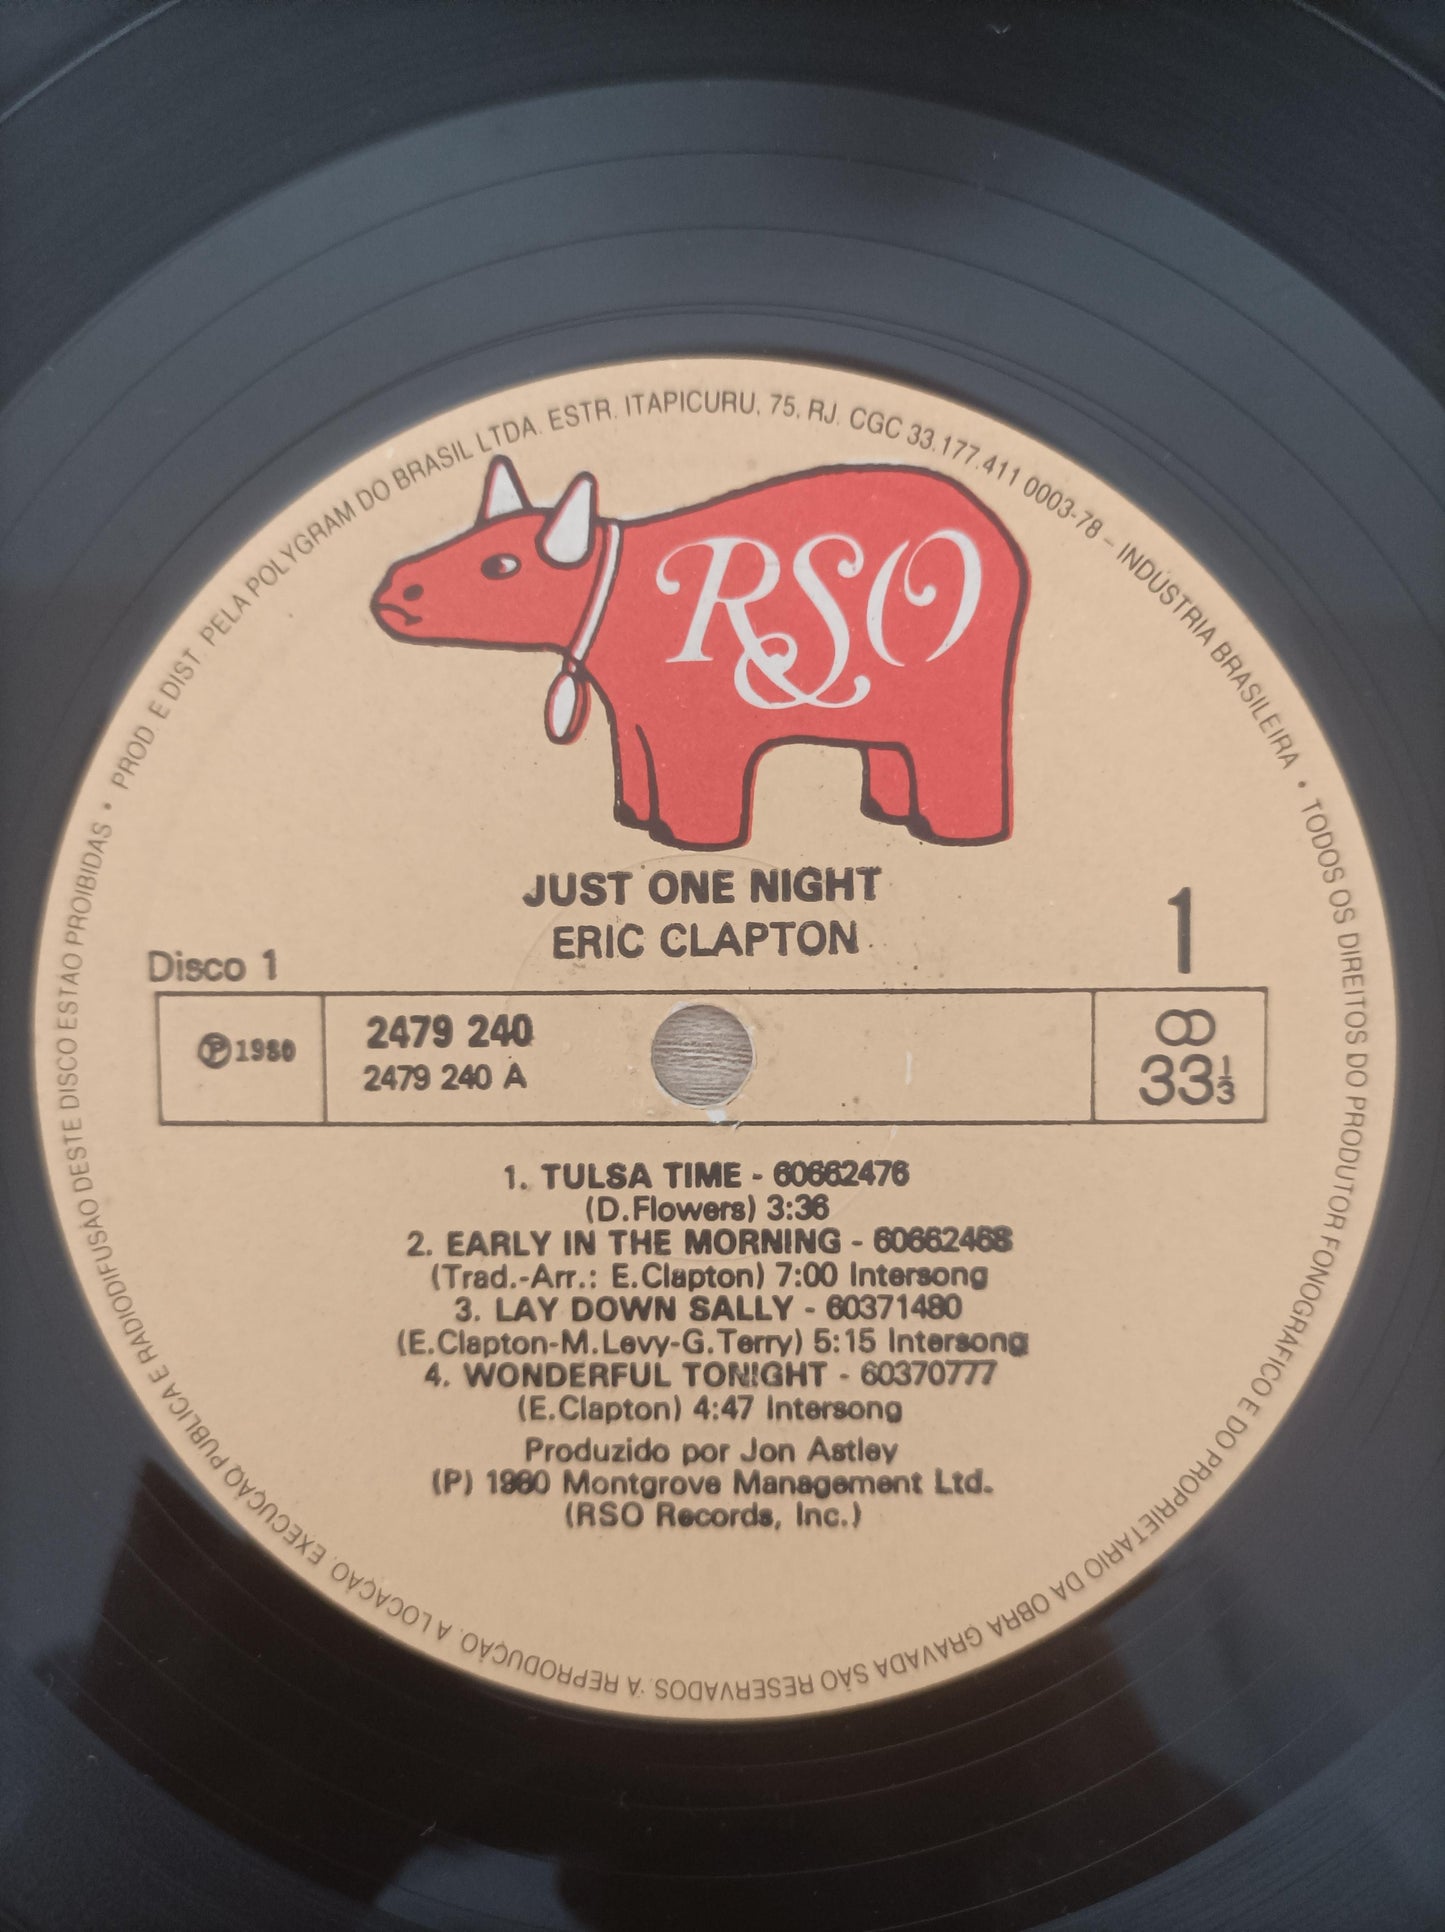 PROD. E DIST. PELA POLYGRAM DO BRASIL LTDA. ESTR. ITAPICURU, 75, RJ. CGC 33.177.411 0003-78 – INDÚSTRIA BRASILEIRA • TODOS OS DIREITOS DO PRODUTOR FONOGRÁFICO E DO PROPRIETÁRIO DA OBRA GRAVADA SÃO RESERVADOS. A REPRODUÇÃO, A LOCAÇÃO, EXECUÇÃO PÚBLICA E RADIODIFUSÃO DESTE DISCO ESTÃO PROIBIDAS •
RSO
JUST ONE NIGHT
ERIC CLAPTON
Disco 1
1
℗1980
2479 240
2479 240 A
33⅓
1. TULSA TIME - 60662476
(D.Flowers) 3:36
2. EARLY IN THE MORNING - 60662468
(Trad.-Arr.: E.Clapton) 7:00 Intersong
3. LAY DOWN SALLY - 60371480
(E.Clapton-M.Levy-G.Terry) 5:15 Intersong
4. WONDERFUL TONIGHT - 60370777
(E.Clapton) 4:47 Intersong
Produzido por Jon Astley
(P) 1980 Montgrove Management Ltd.
(RSO Records, Inc.)